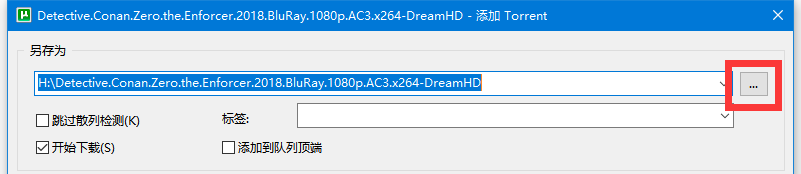 Detective.Conan.Zero.the.Enforcer.2018.BluRay.1080p.AC3.x264-DreamHD - 添加 Torrent
另存为
H:\Detective.Conan.Zero.the.Enforcer.2018.BluRay.1080p.AC3.x264-DreamHD ...
跳过散列检测(K) 标签:
开始下载(S) 添加到队列顶端